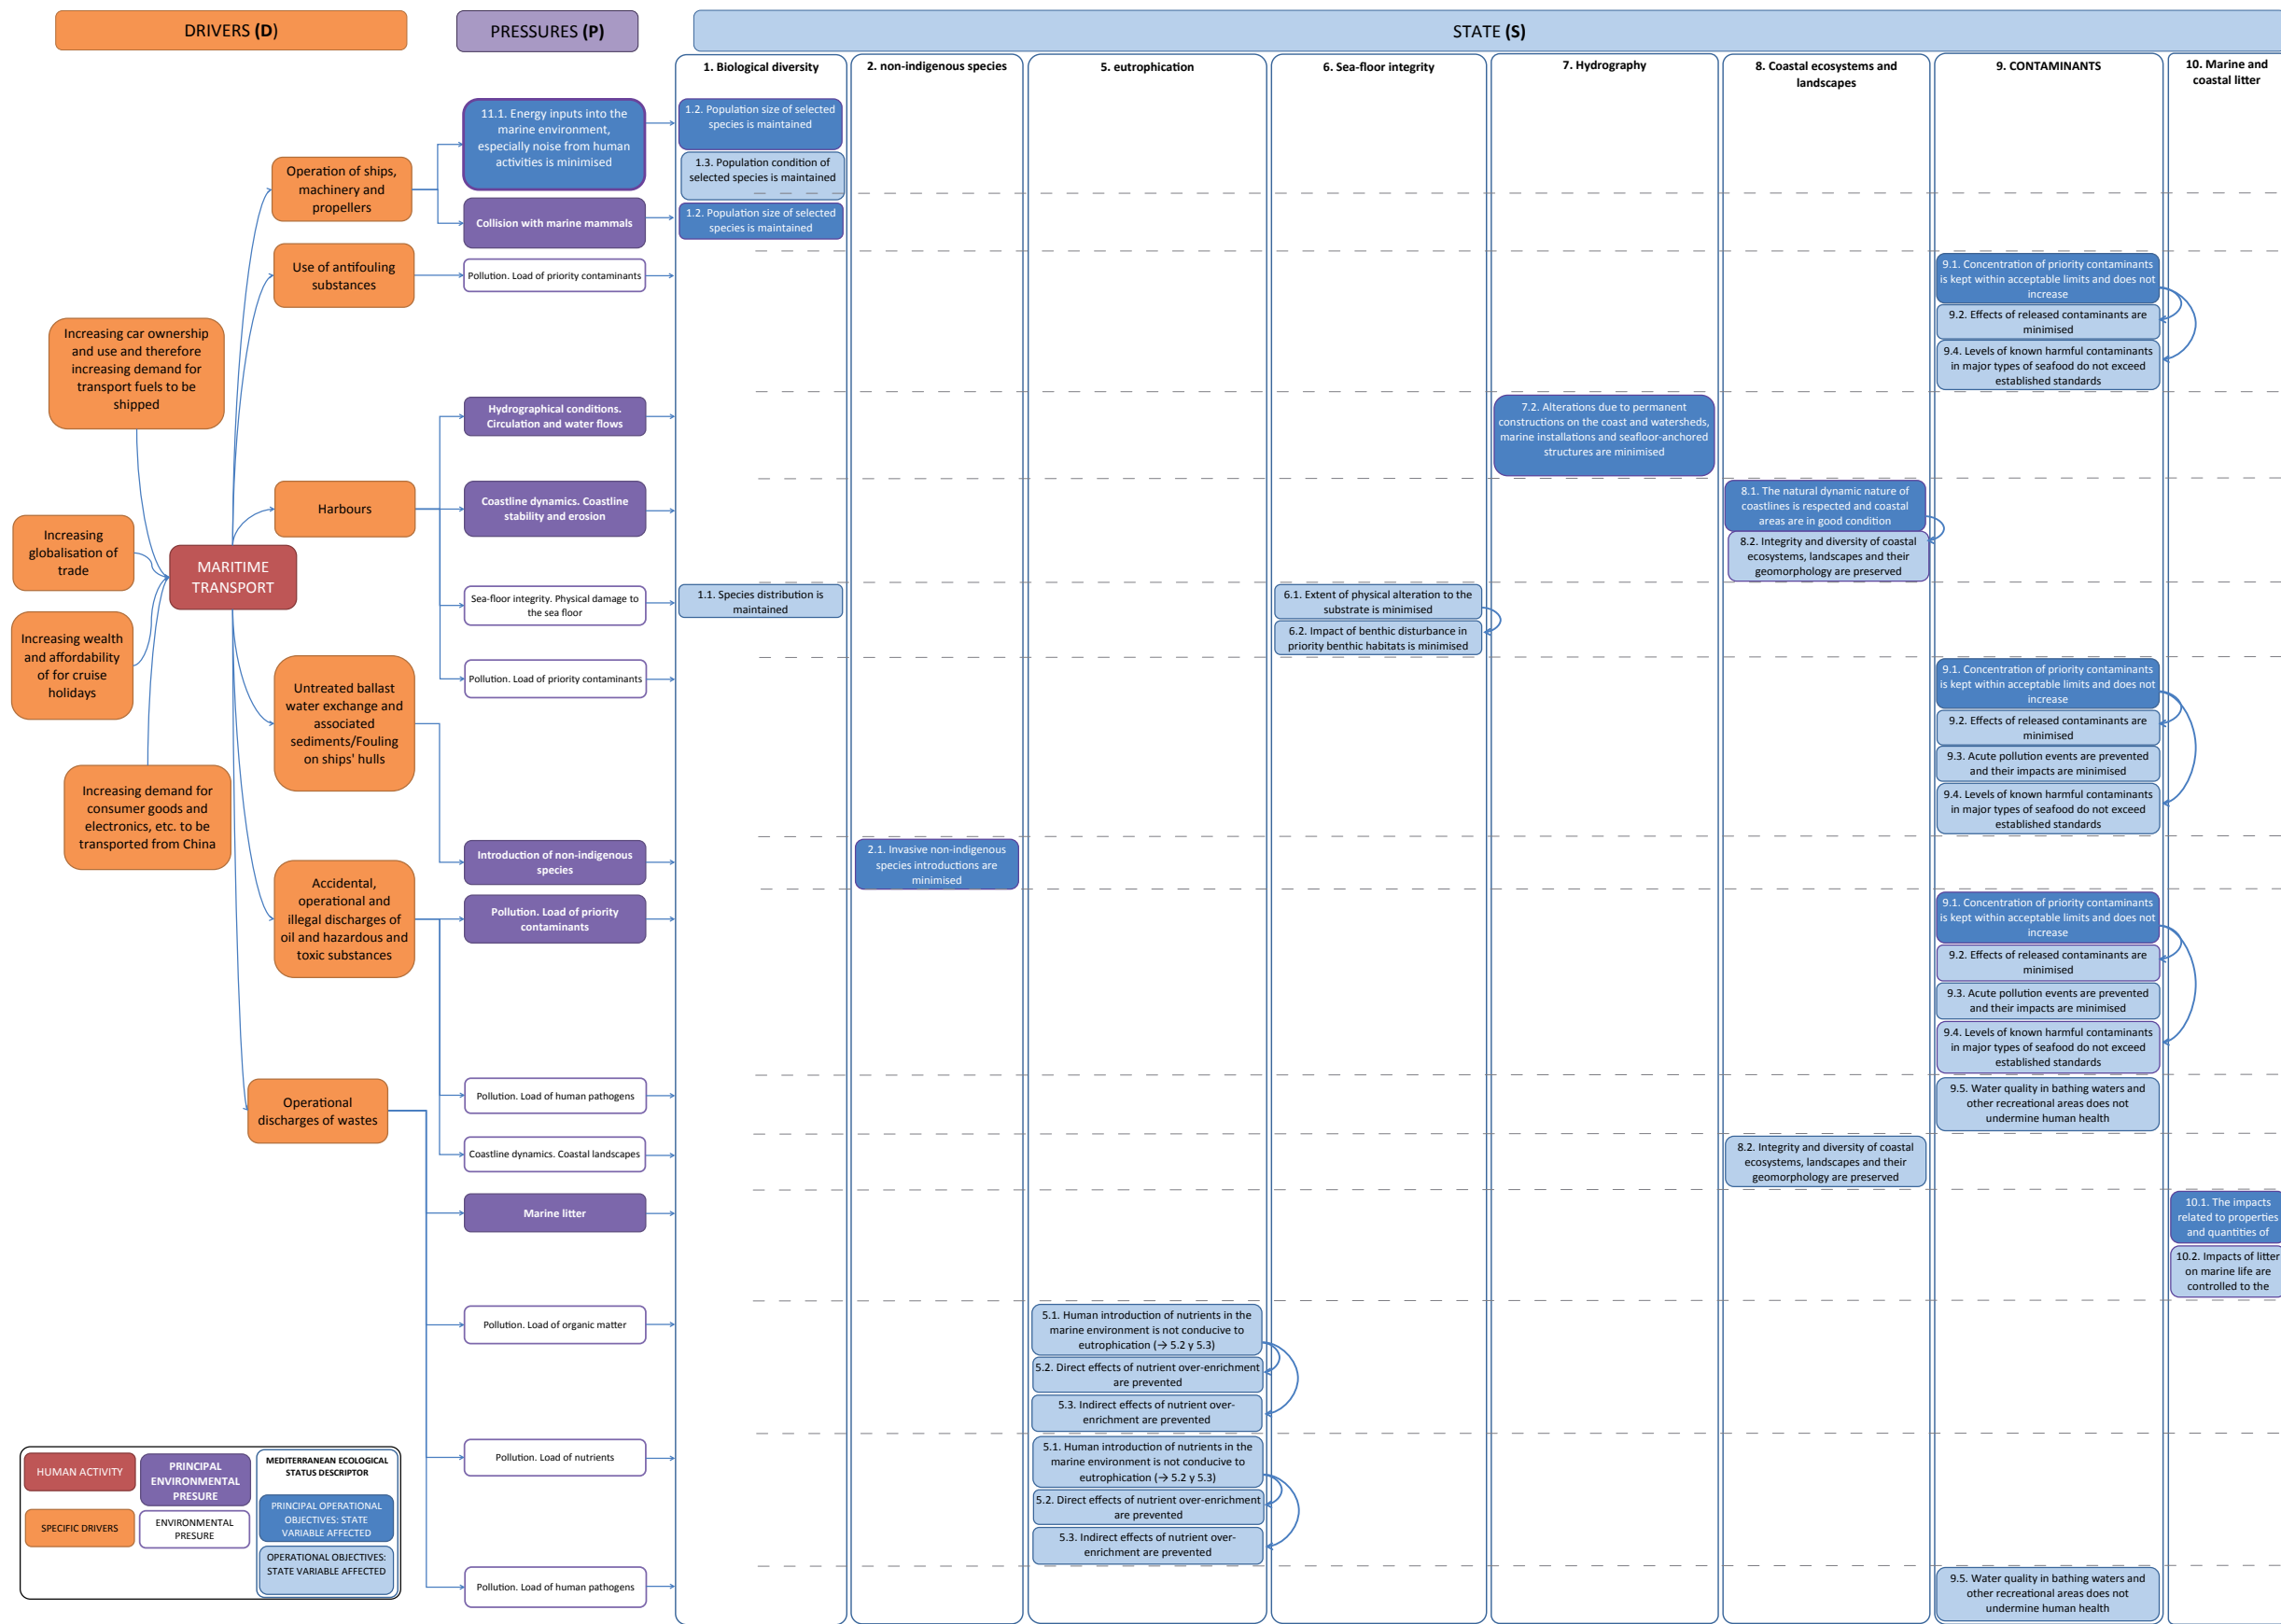 DRIVERS (D)
PRESSURES (P)
STATE (S)
1. Biological diversity
2. non-indigenous species
5. eutrophication
6. Sea-floor integrity
7. Hydrography
8. Coastal ecosystems and
landscapes
9. CONTAMINANTS
10. Marine and
coastal litter
Increasing car ownership
and use and therefore
increasing demand for
transport fuels to be
shipped
Increasing
globalisation of
trade
Increasing wealth
and affordability
of for cruise
holidays
Increasing demand for
consumer goods and
electronics, etc. to be
transported from China
MARITIME
TRANSPORT
Operation of ships,
machinery and
propellers
Use of antifouling
substances
Harbours
Untreated ballast
water exchange and
associated
sediments/Fouling
on ships' hulls
Accidental,
operational and
illegal discharges of
oil and hazardous and
toxic substances
Operational
discharges of wastes
11.1. Energy inputs into the
marine environment,
especially noise from human
activities is minimised
1.2. Population size of selected
species is maintained
1.3. Population condition of
selected species is maintained
Collision with marine mammals
1.2. Population size of selected
species is maintained
Pollution. Load of priority contaminants
9.1. Concentration of priority contaminants
is kept within acceptable limits and does not
increase
9.2. Effects of released contaminants are
minimised
9.4. Levels of known harmful contaminants
in major types of seafood do not exceed
established standards
Hydrographical conditions.
Circulation and water flows
7.2. Alterations due to permanent
constructions on the coast and watersheds,
marine installations and seafloor-anchored
structures are minimised
Coastline dynamics. Coastline
stability and erosion
8.1. The natural dynamic nature of
coastlines is respected and coastal
areas are in good condition
8.2. Integrity and diversity of coastal
ecosystems, landscapes and their
geomorphology are preserved
Sea-floor integrity. Physical damage to
the sea floor
1.1. Species distribution is
maintained
6.1. Extent of physical alteration to the
substrate is minimised
6.2. Impact of benthic disturbance in
priority benthic habitats is minimised
Pollution. Load of priority contaminants
9.1. Concentration of priority contaminants
is kept within acceptable limits and does not
increase
9.2. Effects of released contaminants are
minimised
9.3. Acute pollution events are prevented
and their impacts are minimised
9.4. Levels of known harmful contaminants
in major types of seafood do not exceed
established standards
Introduction of non-indigenous
species
2.1. Invasive non-indigenous
species introductions are
minimised
Pollution. Load of priority
contaminants
9.1. Concentration of priority contaminants
is kept within acceptable limits and does not
increase
9.2. Effects of released contaminants are
minimised
9.3. Acute pollution events are prevented
and their impacts are minimised
9.4. Levels of known harmful contaminants
in major types of seafood do not exceed
established standards
Pollution. Load of human pathogens
9.5. Water quality in bathing waters and
other recreational areas does not
undermine human health
Coastline dynamics. Coastal landscapes
8.2. Integrity and diversity of coastal
ecosystems, landscapes and their
geomorphology are preserved
Marine litter
10.1. The impacts
related to properties
and quantities of
10.2. Impacts of litter
on marine life are
controlled to the
Pollution. Load of organic matter
5.1. Human introduction of nutrients in the
marine environment is not conducive to
eutrophication (→ 5.2 y 5.3)
5.2. Direct effects of nutrient over-enrichment
are prevented
5.3. Indirect effects of nutrient over-
enrichment are prevented
Pollution. Load of nutrients
5.1. Human introduction of nutrients in the
marine environment is not conducive to
eutrophication (→ 5.2 y 5.3)
5.2. Direct effects of nutrient over-enrichment
are prevented
5.3. Indirect effects of nutrient over-
enrichment are prevented
Pollution. Load of human pathogens
9.5. Water quality in bathing waters and
other recreational areas does not
undermine human health
HUMAN ACTIVITY
SPECIFIC DRIVERS
PRINCIPAL
ENVIRONMENTAL
PRESURE
ENVIRONMENTAL
PRESURE
MEDITERRANEAN ECOLOGICAL
STATUS DESCRIPTOR
PRINCIPAL OPERATIONAL
OBJECTIVES: STATE
VARIABLE AFFECTED
OPERATIONAL OBJECTIVES:
STATE VARIABLE AFFECTED